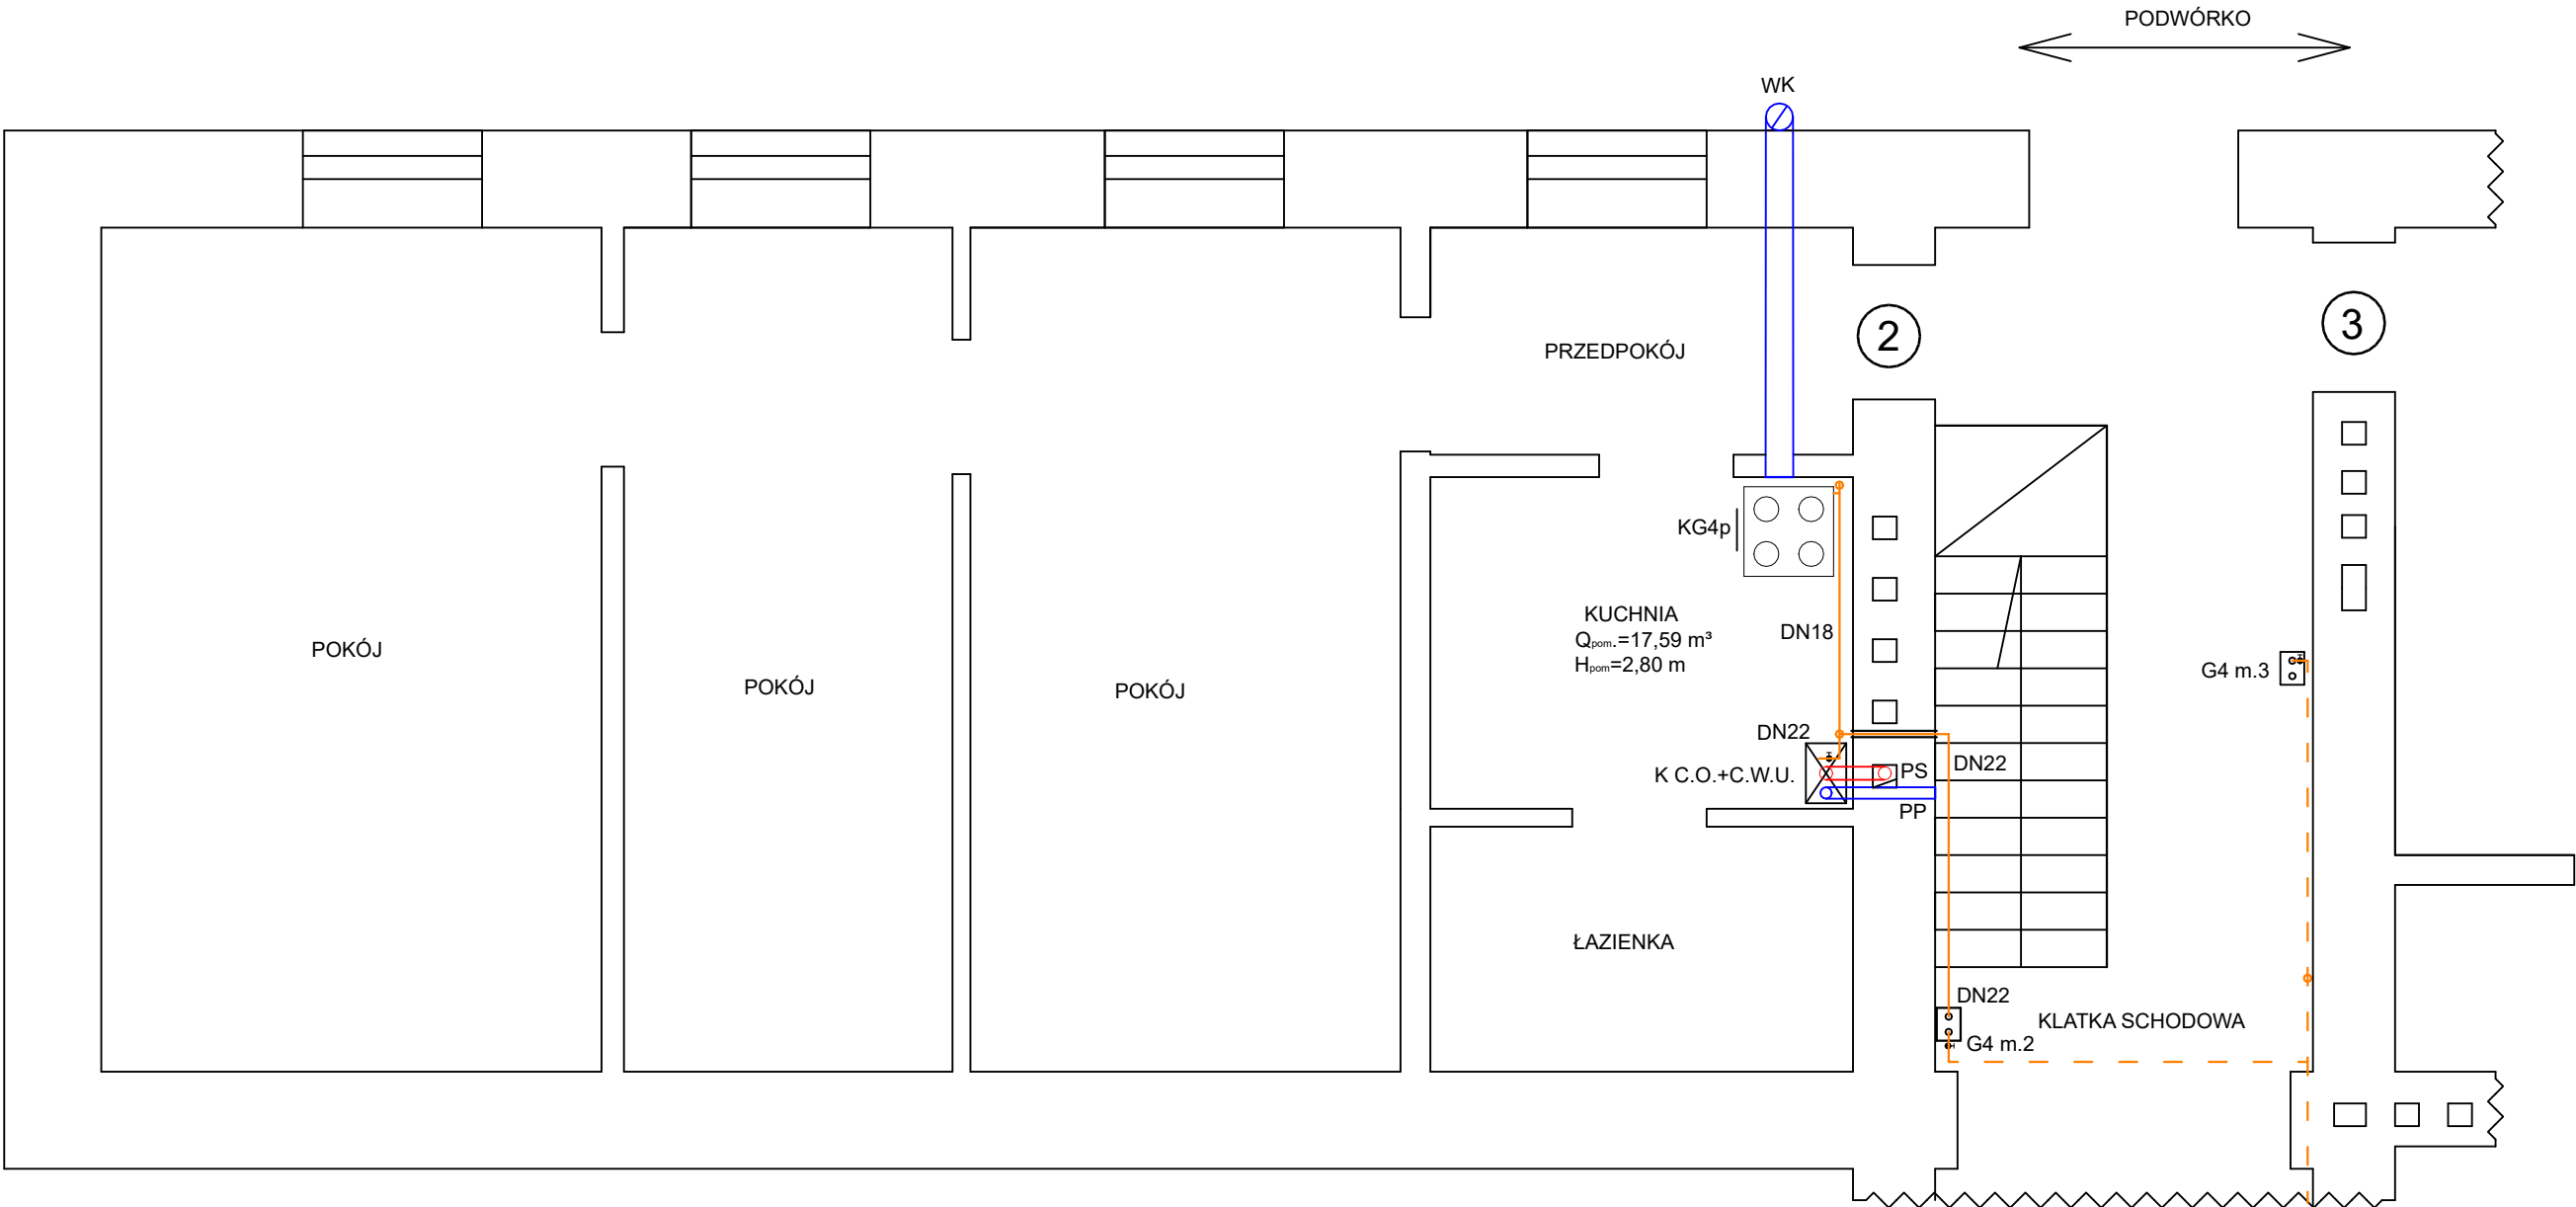 PODWÓRKO
WK
3
2
PRZEDPOKÓJ
KG4p
KUCHNIA
Qpom.=17,59 m³
Hpom=2,80 m
DN18
POKÓJ
POKÓJ
POKÓJ
G4 m.3
DN22
K C.O.+C.W.U.
PS
DN22
PP
ŁAZIENKA
DN22
KLATKA SCHODOWA
G4 m.2